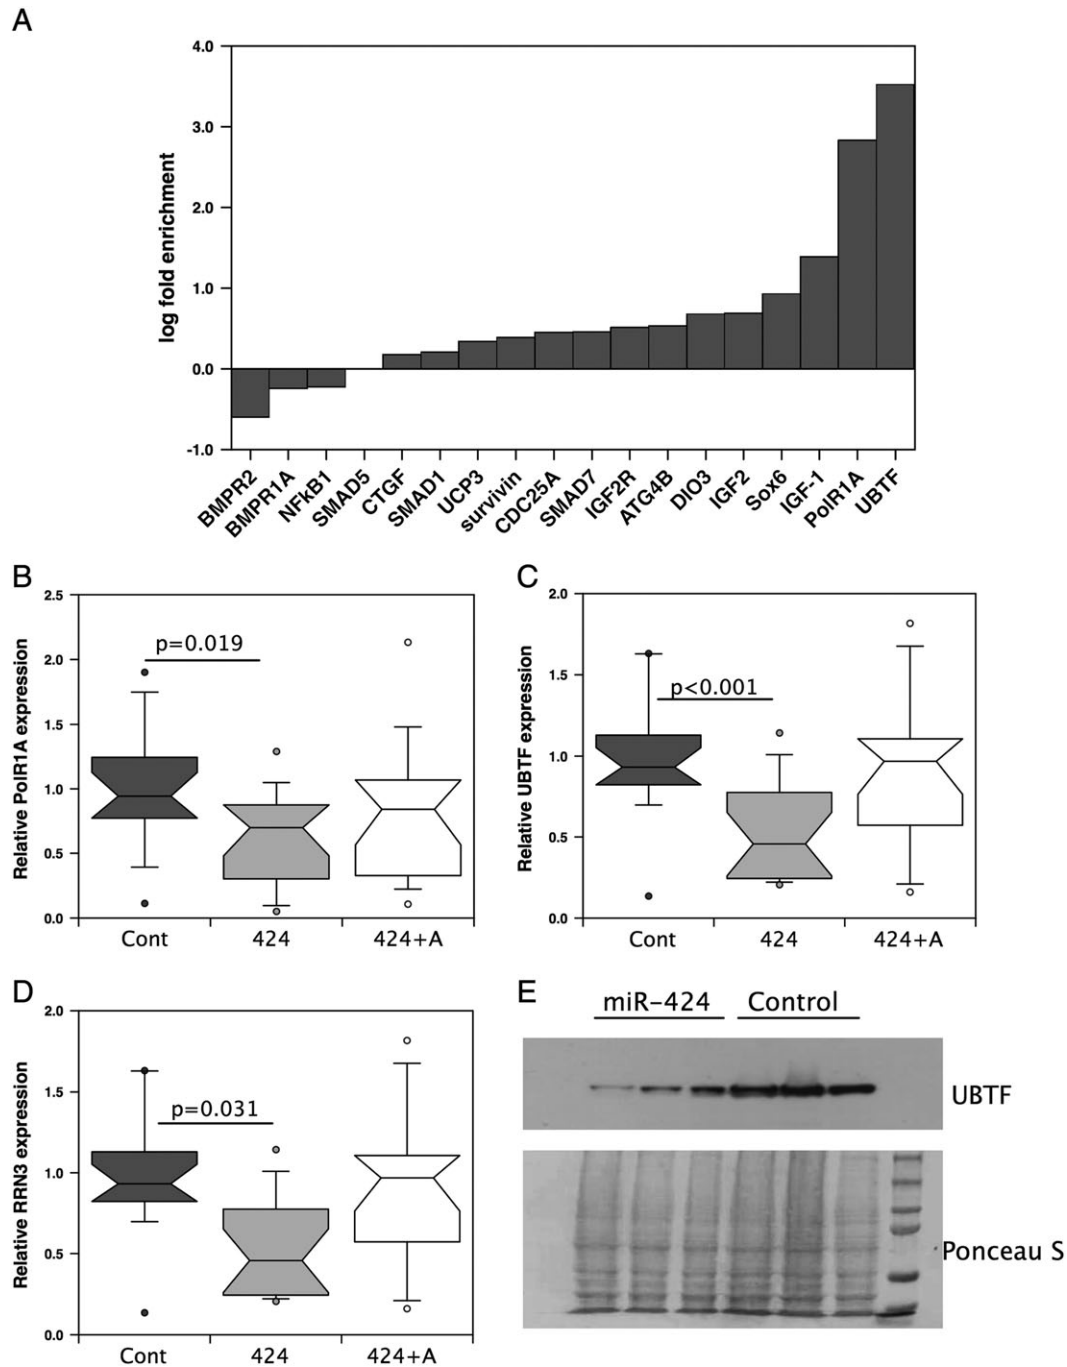 A
4.0
3.0
2.0
1.0
0.0
-1.0
log fold enrichment
BMPR2
BMPR1A
NFkB1
SMAD5
CTGF
SMAD1
UCP3
survivin
CDC25A
SMAD7
IGF2R
ATG4B
DIO3
IGF2
Sox6
IGF-1
PolR1A
UBTF
B
2.5
2.0
1.5
1.0
0.5
0.0
Relative PolR1A expression
p=0.019
Cont 424 424+A
C
2.0
1.5
1.0
0.5
0.0
Relative UBTF expression
p<0.001
Cont 424 424+A
D
2.0
1.5
1.0
0.5
0.0
Relative RRN3 expression
p=0.031
Cont 424 424+A
E
miR-424 Control
UBTF
Ponceau S